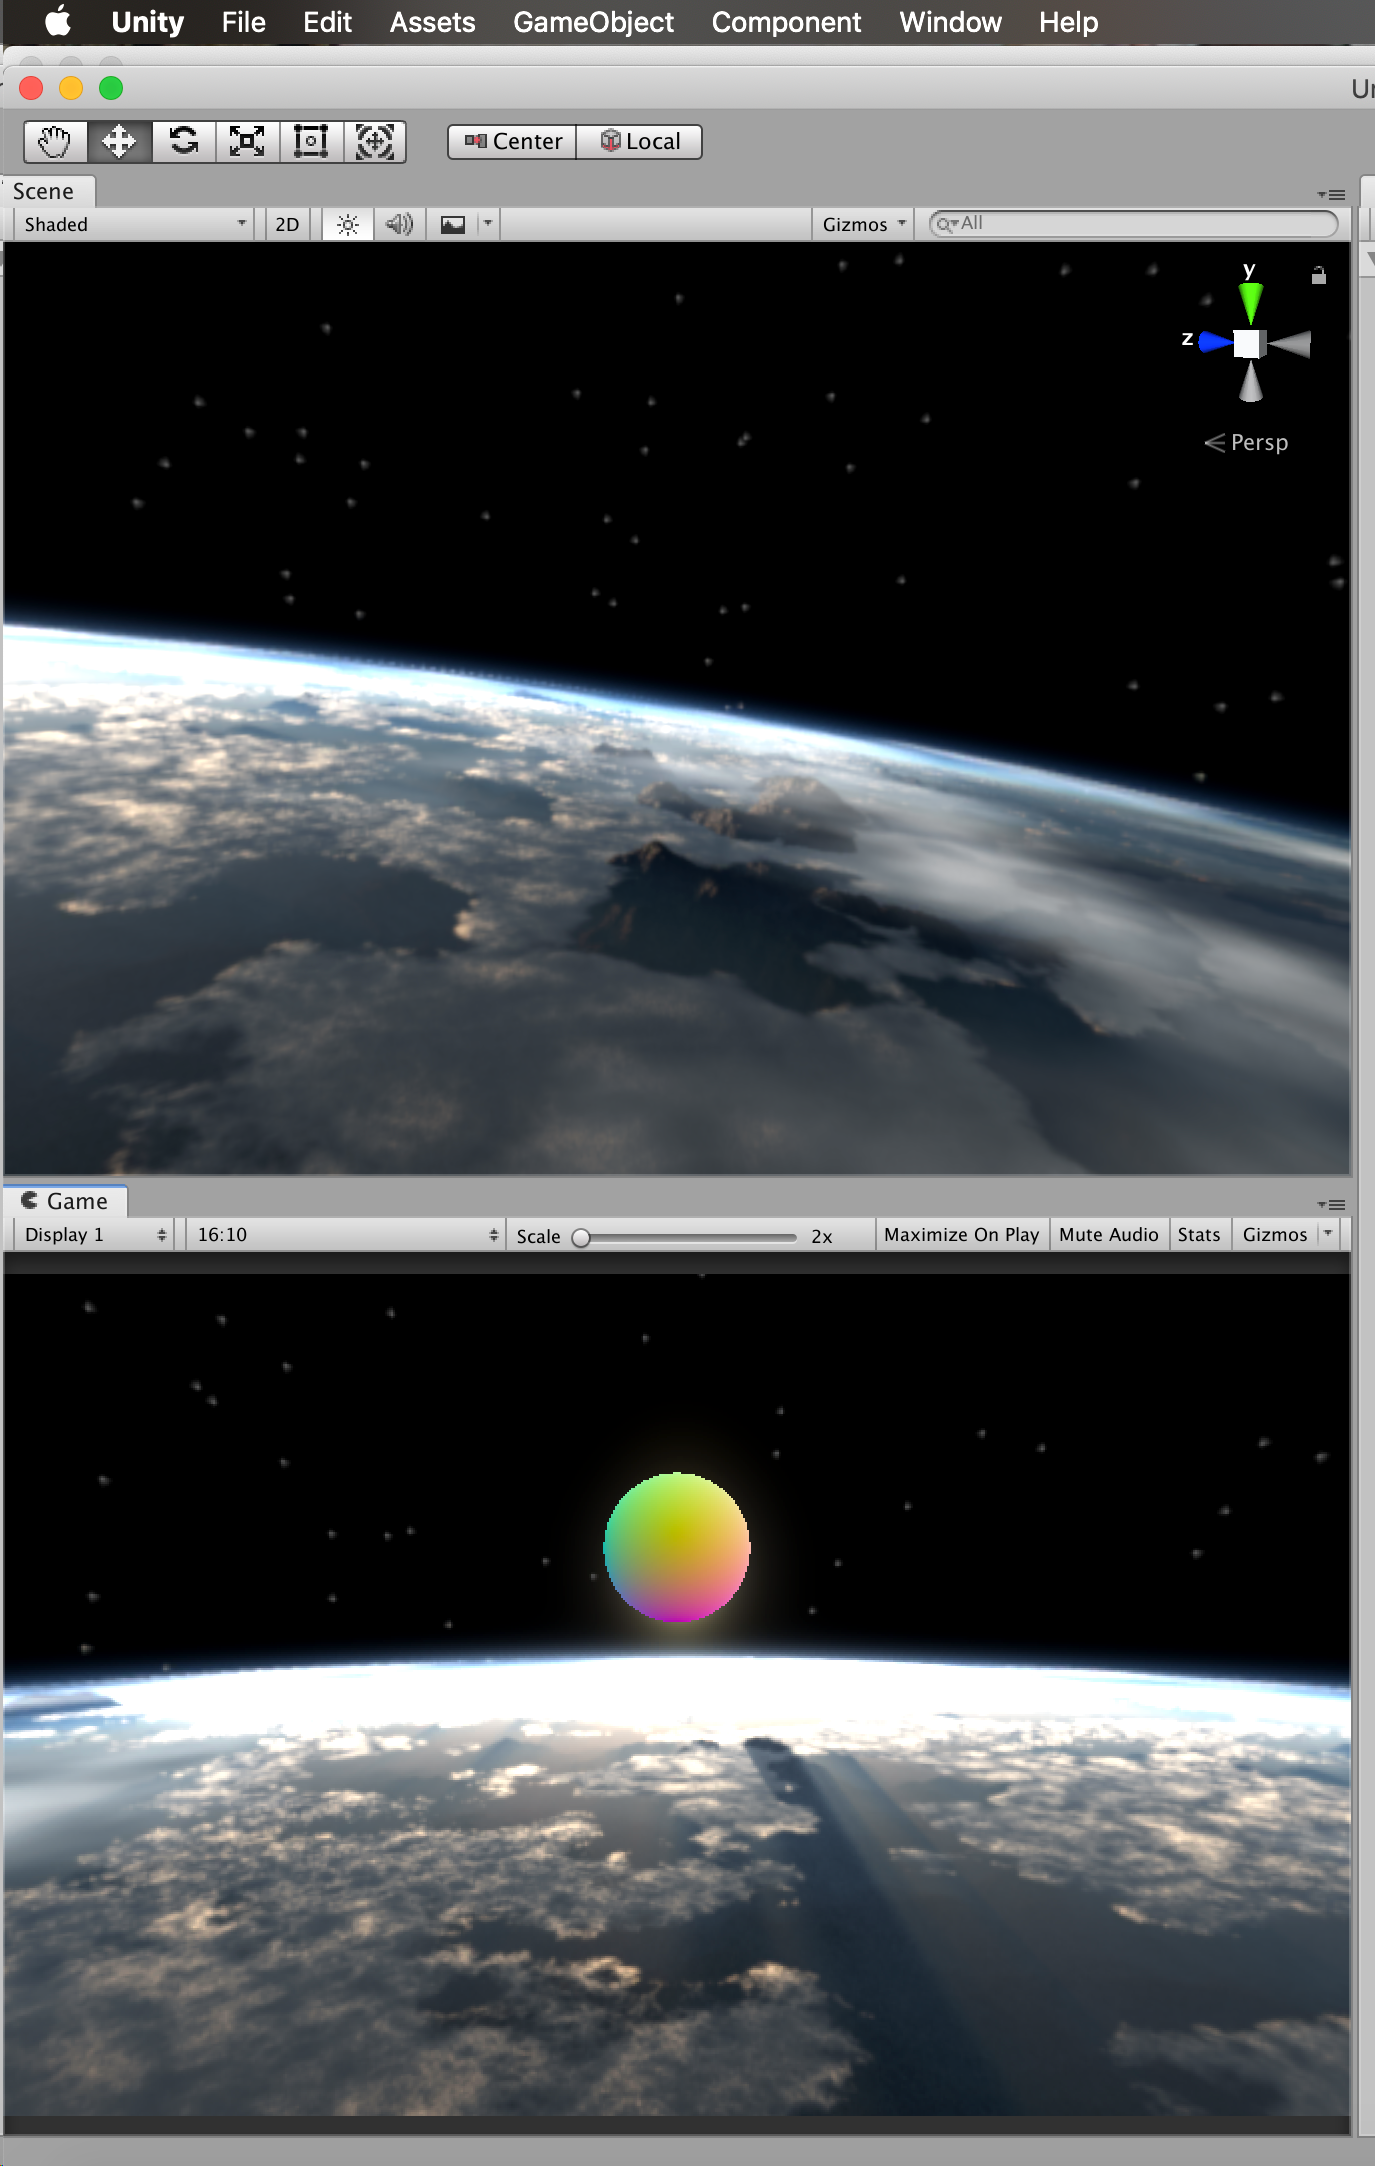 Unity File Edit Assets GameObject Component Window Help
Center Local
Scene
Shaded 2D Gizmos All
y
z
Persp
Game
Display 1 16:10 Scale 2x Maximize On Play Mute Audio Stats Gizmos